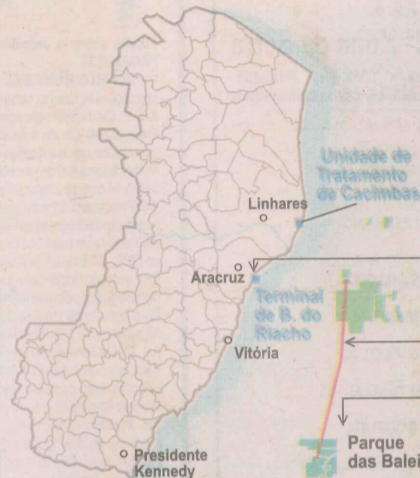 Unidade de
Tratamento
de Cacimbas
Linhares
Aracruz
Terminal
de B. do
Riacho
Vitória
Presidente
Kennedy
Parque
das Balei